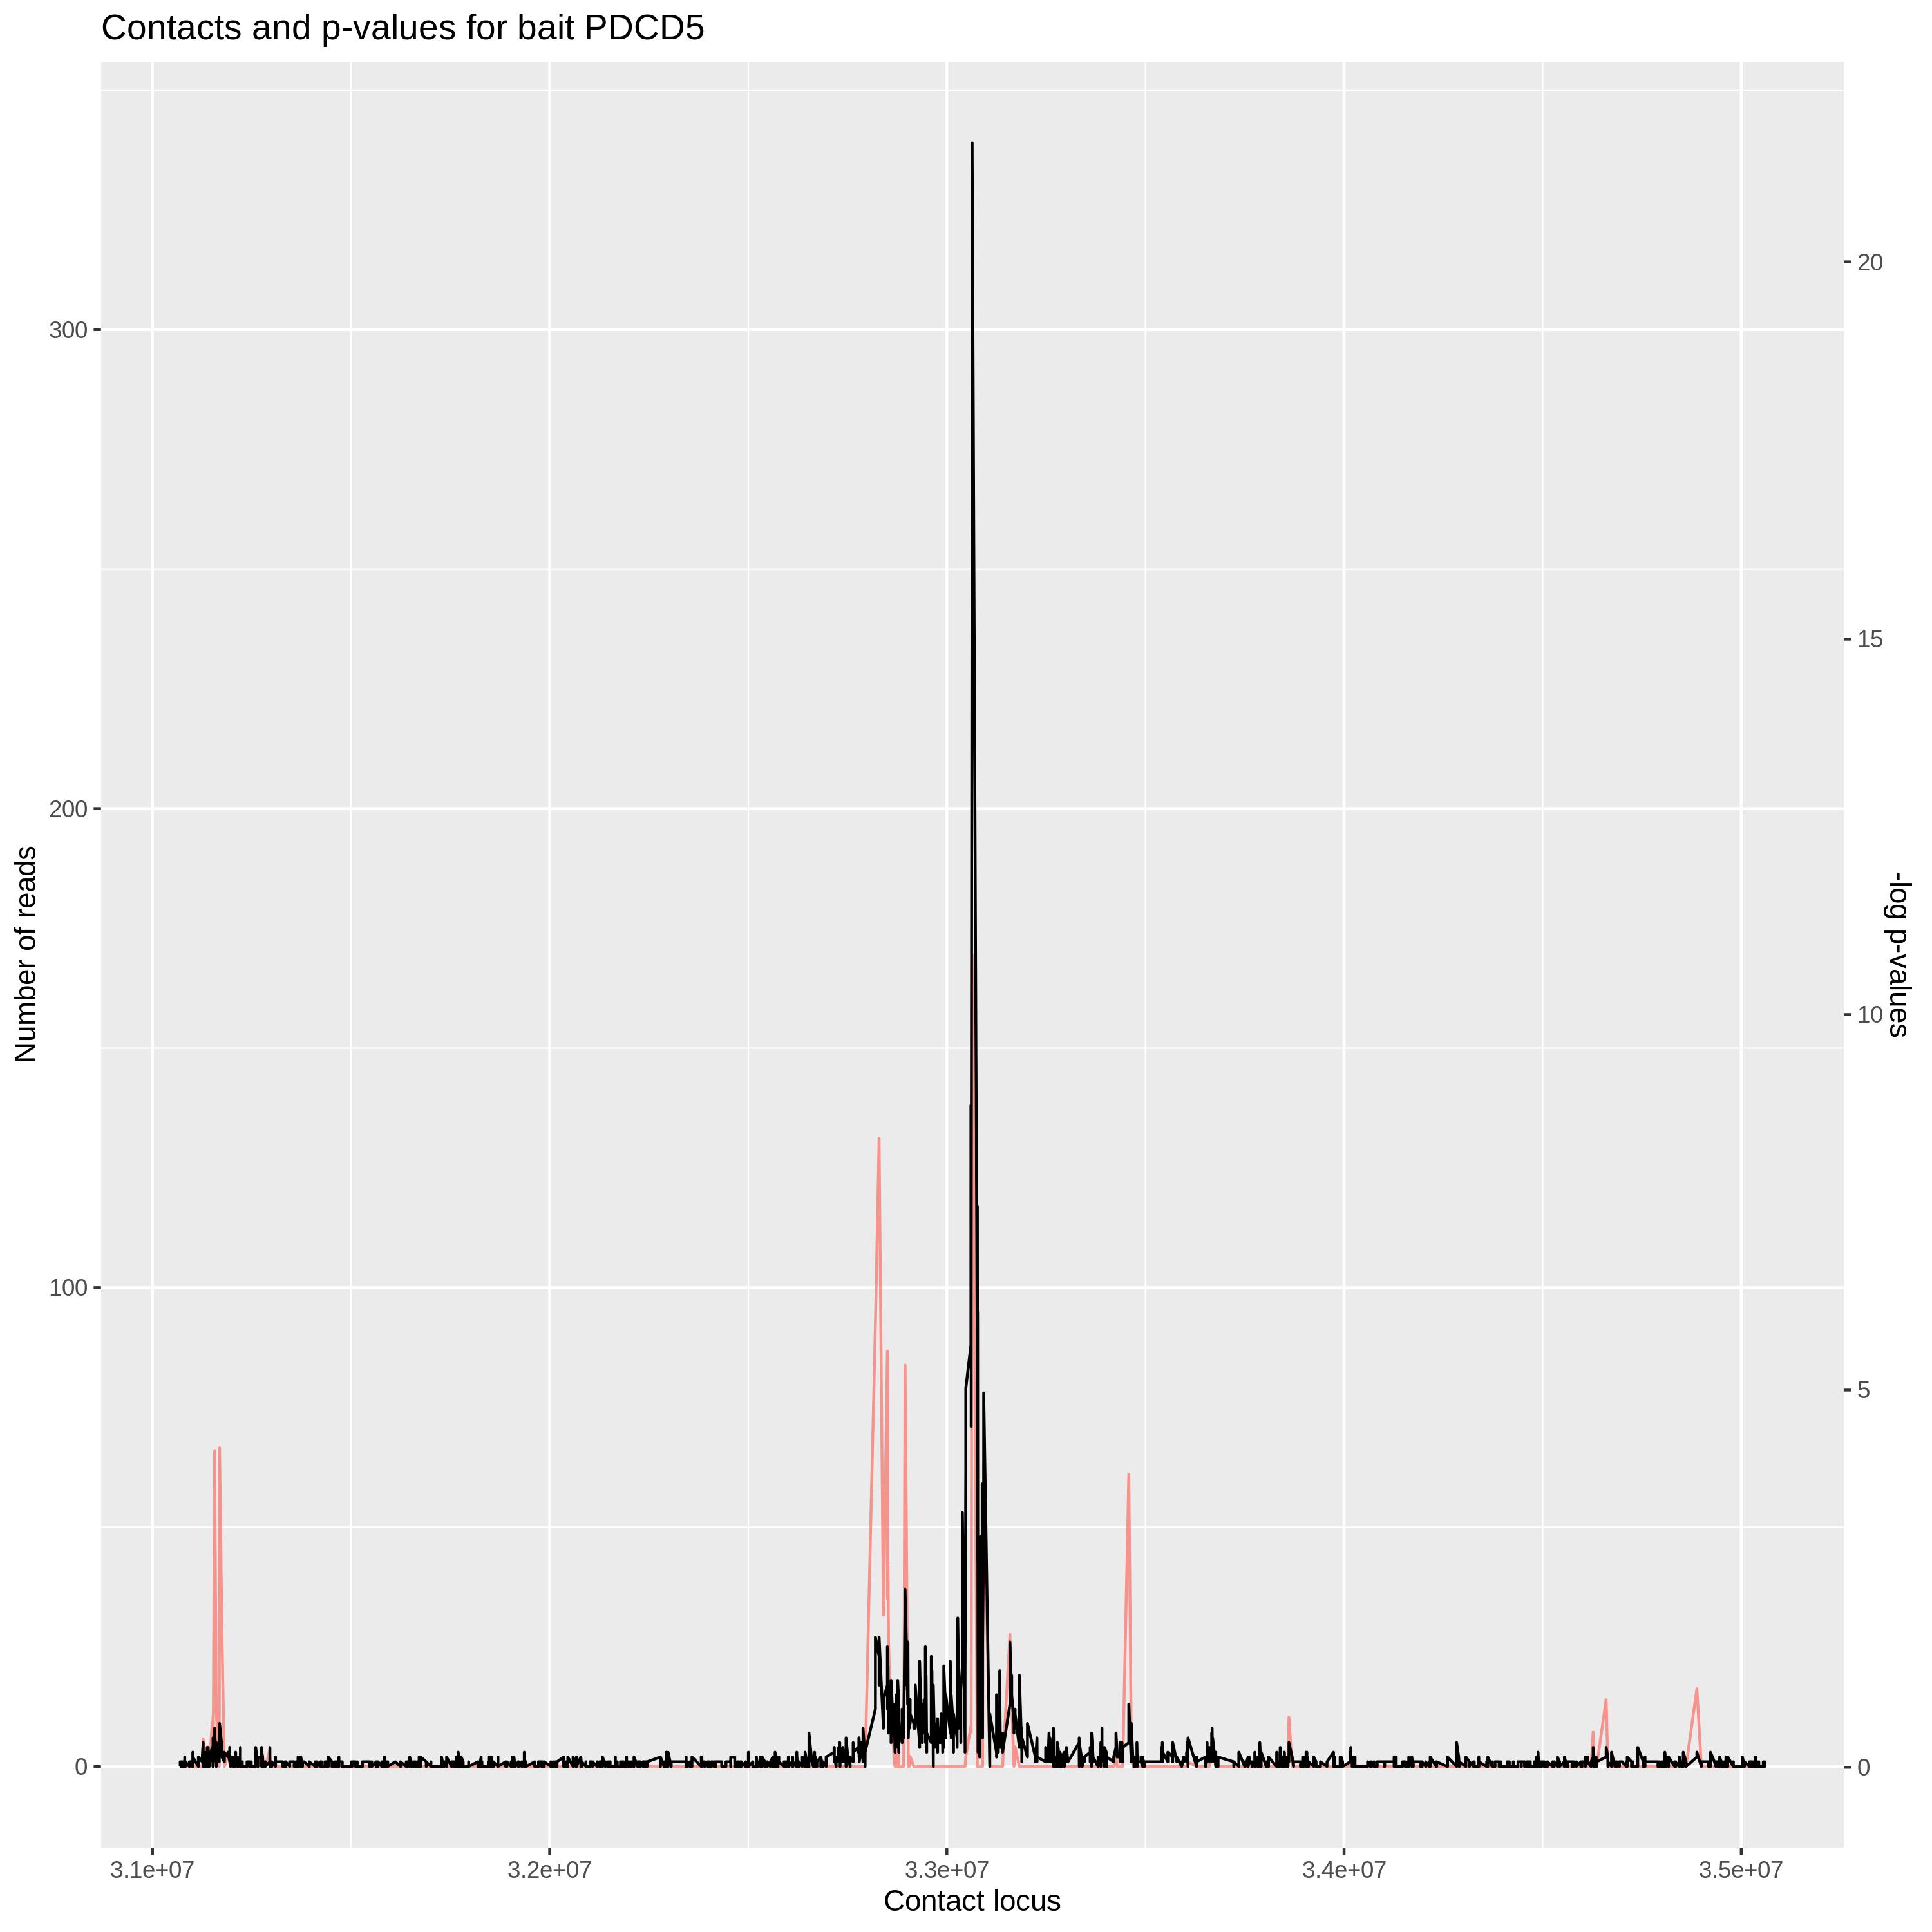 Contacts and p-values for bait PDCD5
Number of reads
300
200
100
0
20
15
10
5
0
-log p-values
3.1e+07 3.2e+07 3.3e+07 3.4e+07 3.5e+07
Contact locus